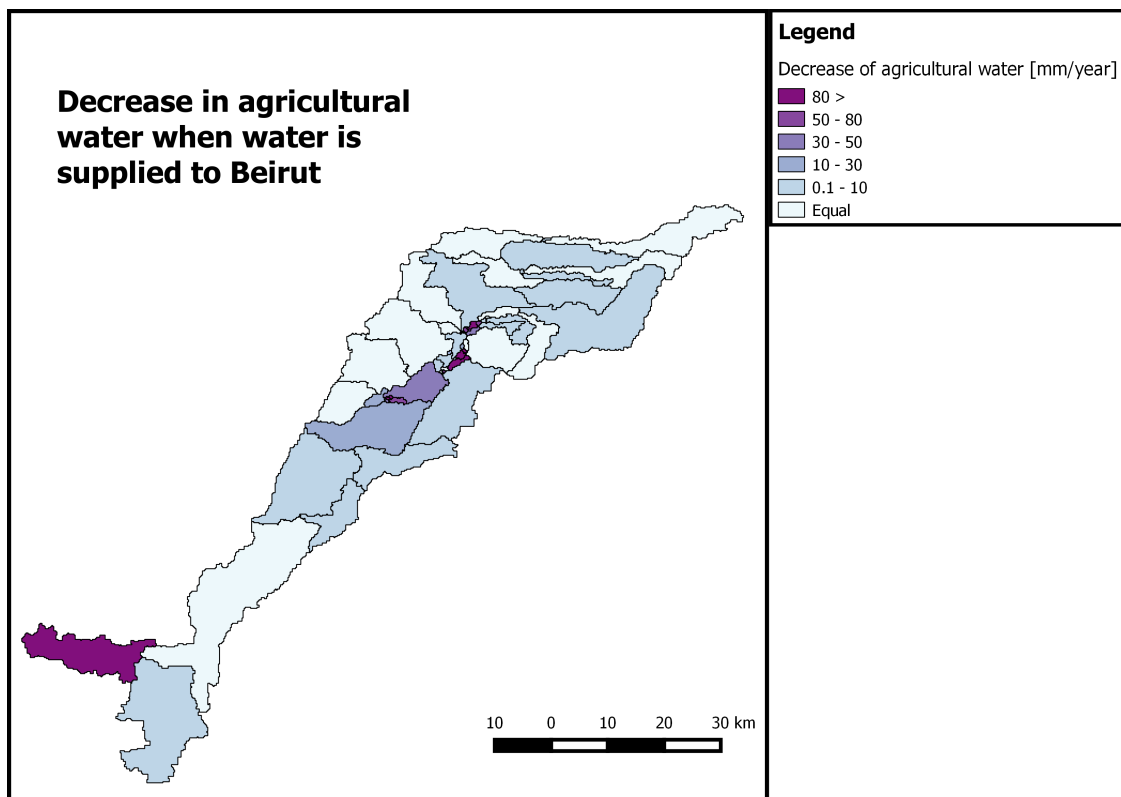 Decrease in agricultural
water when water is
supplied to Beirut
Legend
Decrease of agricultural water [mm/year]
80 >
50 - 80
30 - 50
10 - 30
0.1 - 10
Equal
10 0 10 20 30 km